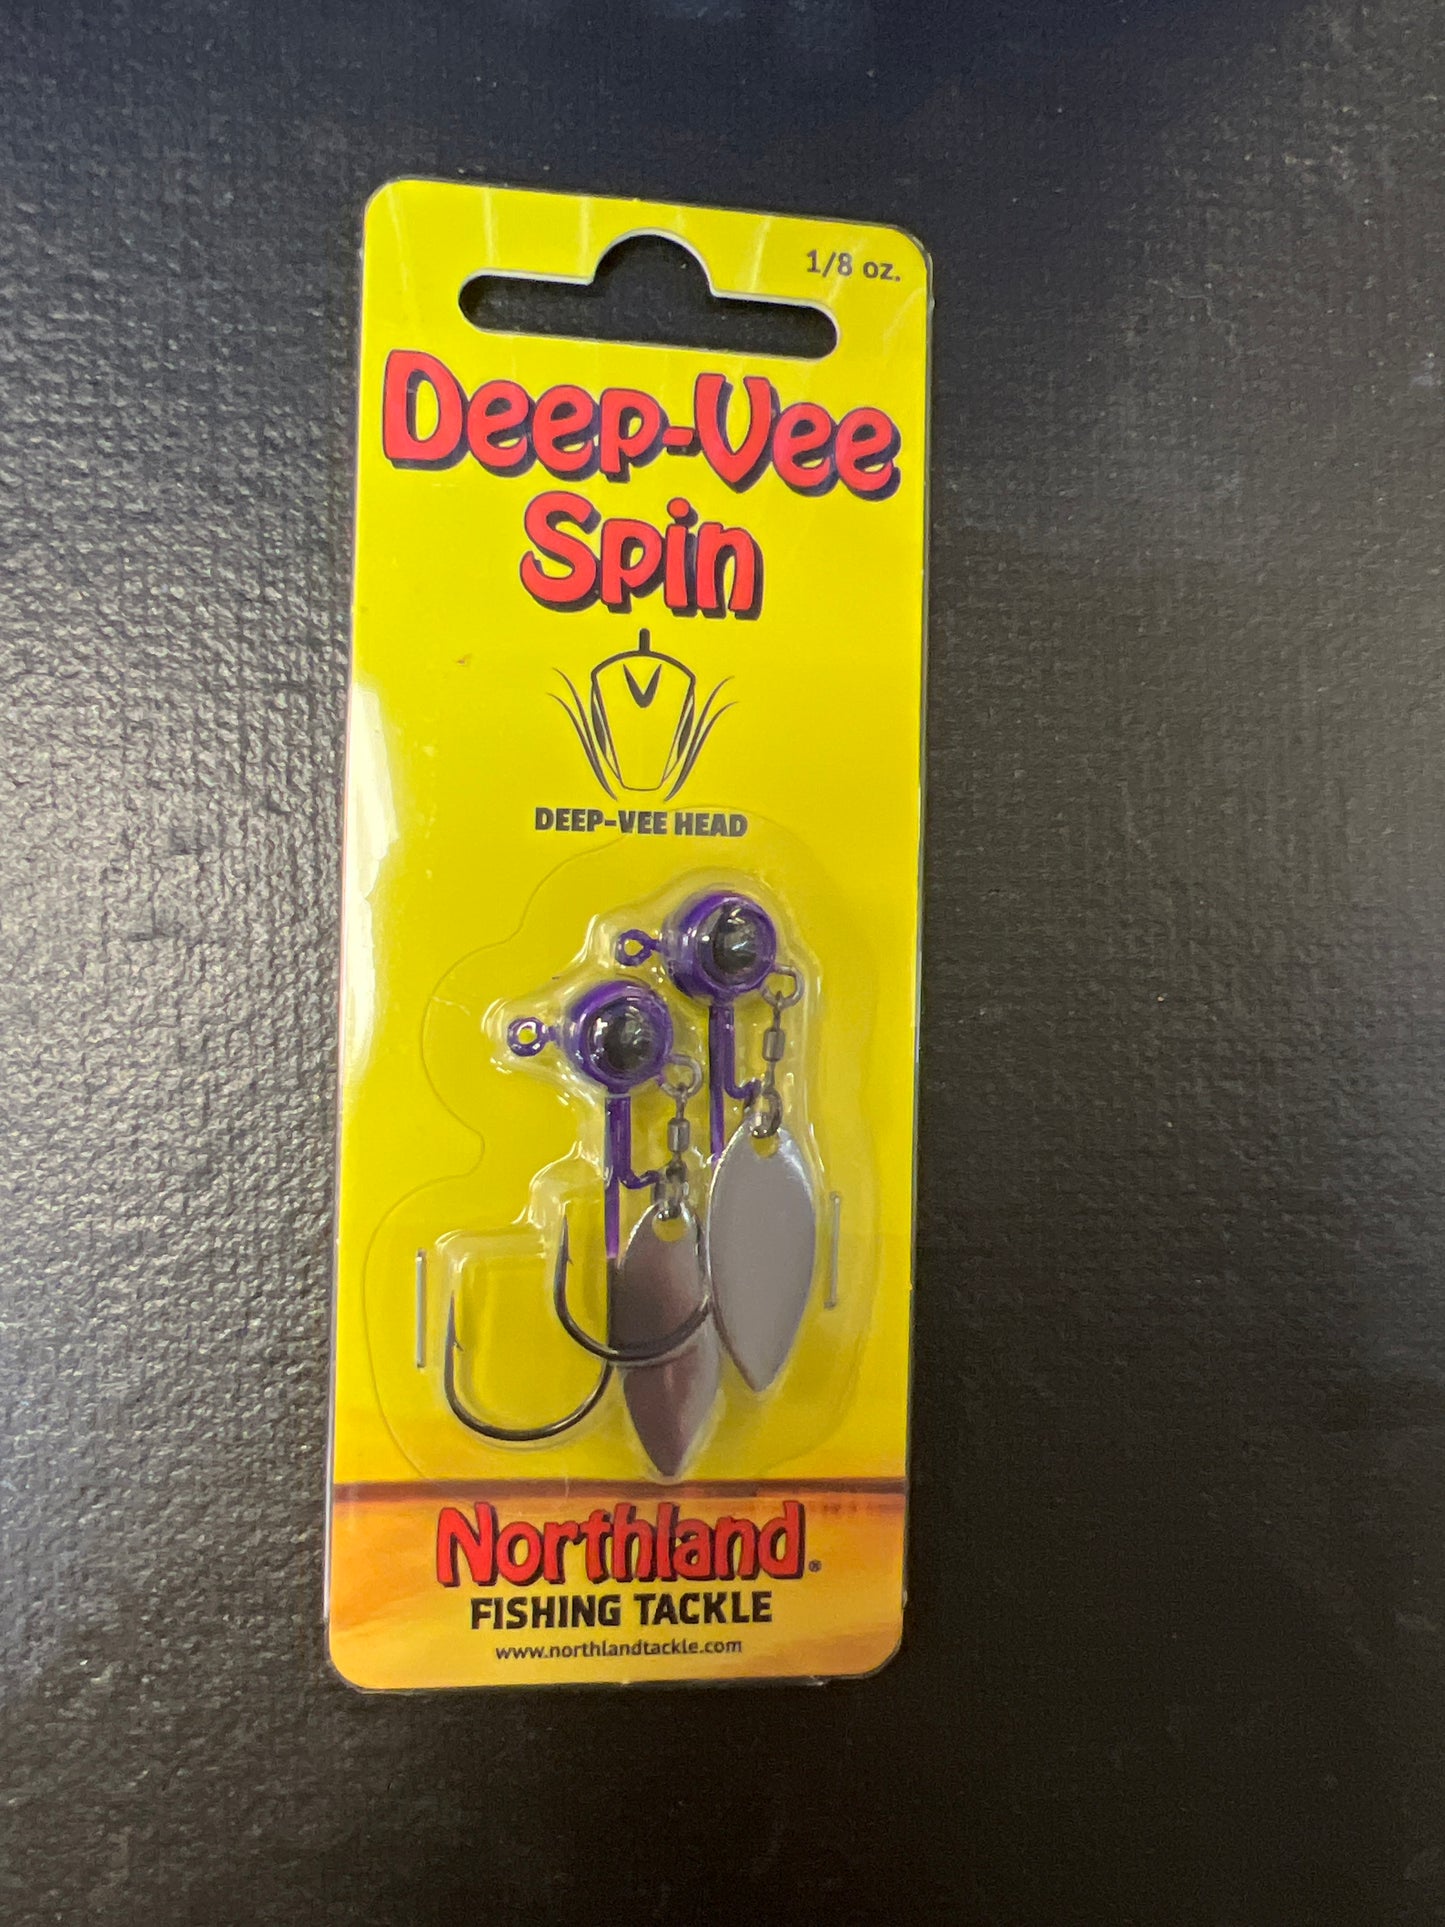 1/8 oz.
Deep-Vee
Spin
DEEP-VEE HEAD
Northland®
FISHING TACKLE
www.northlandtackle.com